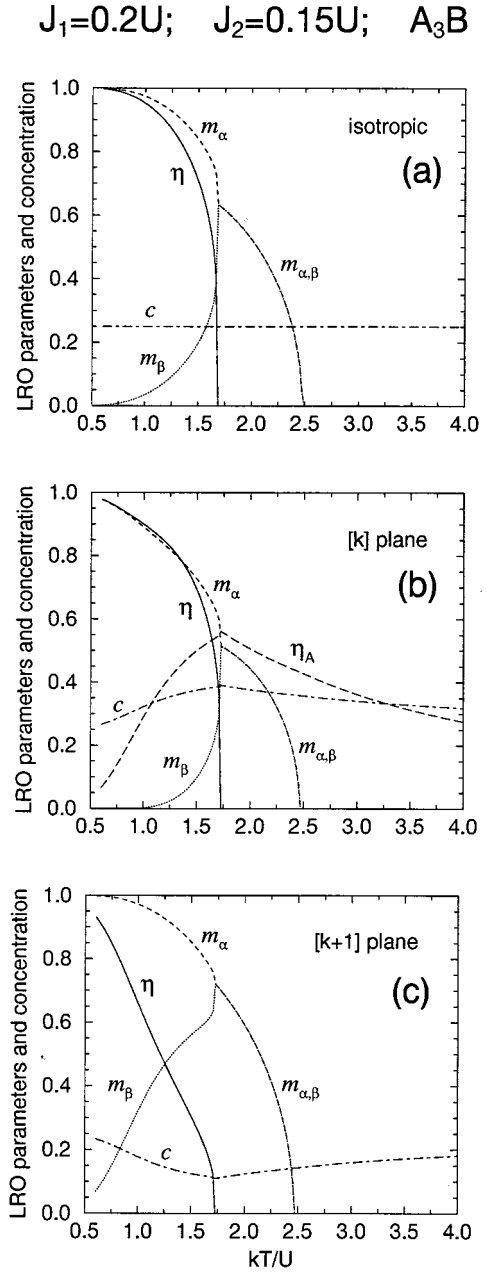 J₁=0.2U; J₂=0.15U; A₃B
LRO parameters and concentration
1.0
0.8
0.6
0.4
0.2
0.0
isotropic
(a)
mα
η
mα,β
c
mβ
0.5 1.0 1.5 2.0 2.5 3.0 3.5 4.0
LRO parameters and concentration
1.0
0.8
0.6
0.4
0.2
0.0
[k] plane
(b)
mα
η
ηA
c
mβ
mα,β
0.5 1.0 1.5 2.0 2.5 3.0 3.5 4.0
LRO parameters and concentration
1.0
0.8
0.6
0.4
0.2
0.0
[k+1] plane
(c)
mα
η
mβ
mα,β
c
0.5 1.0 1.5 2.0 2.5 3.0 3.5 4.0
kT/U